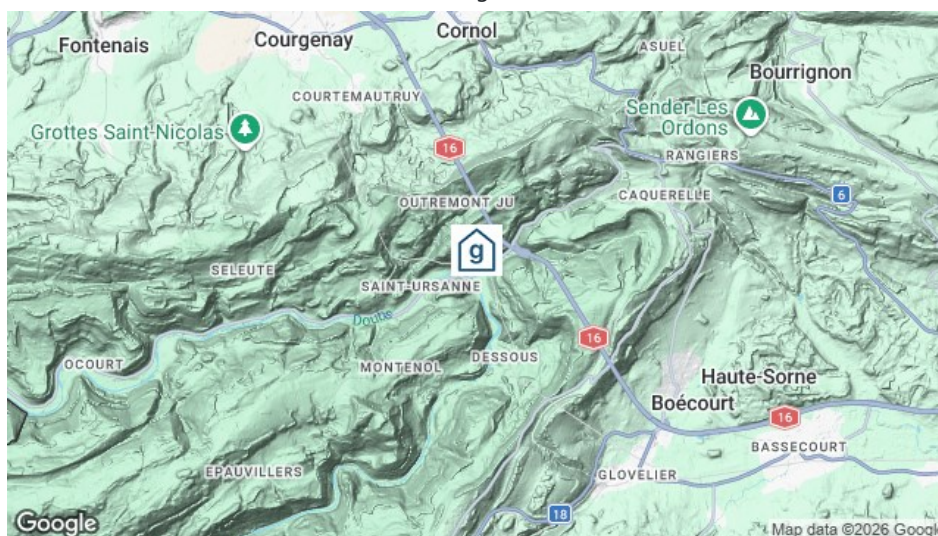 Fontenais
Courgenay
Cornol
ASUEL
Bourrignon
COURTEMAUTRUY
Sender Les
Ordons
Grottes Saint-Nicolas
16
RANGIERS
6
CAQUERELLE
OUTREMONT JU
g
SELEUTE
SAINT-URSANNE
Doubs
16
OCOURT
MONTENOL
DESSOUS
Haute-Sorne
Boécourt
16
BASSECOURT
EPAUVILLERS
GLOVELIER
18
Google
Map data ©2026 Google